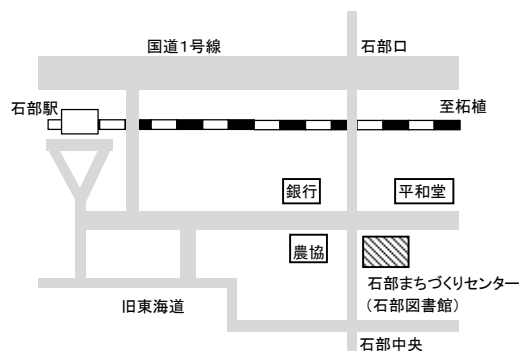 国道１号線
石部口
石部駅
至柘植
銀行
平和堂
農協
石部まちづくりセンター
（石部図書館）
旧東海道
石部中央